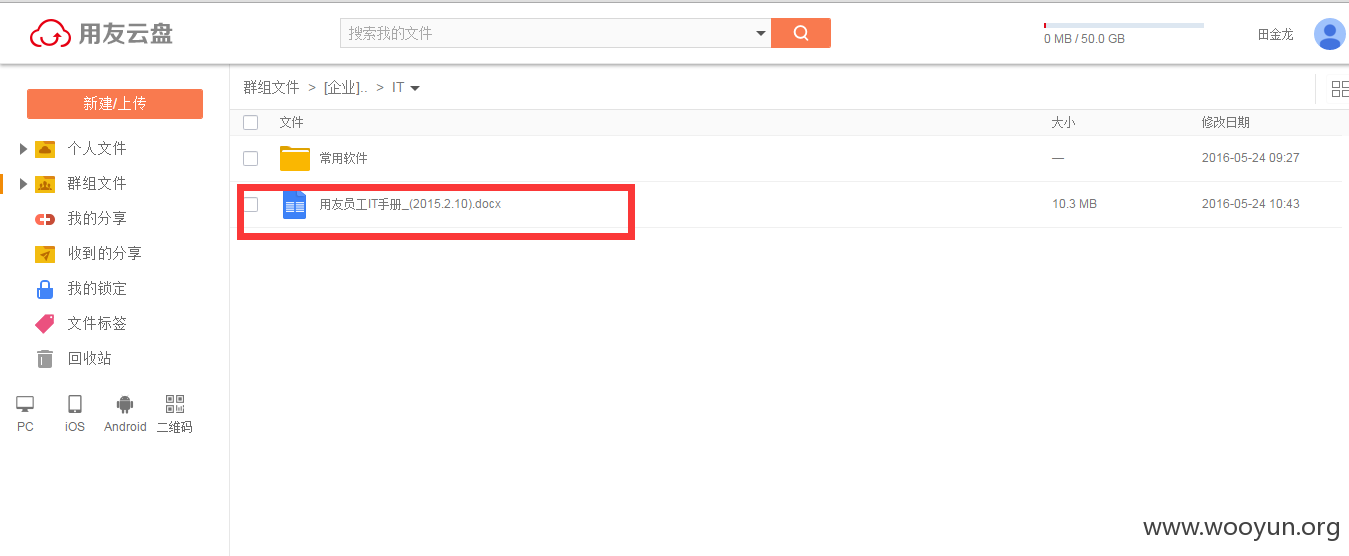 用友云盘
搜索我的文件
0 MB / 50.0 GB
田金龙
新建/上传
个人文件
群组文件
我的分享
收到的分享
我的锁定
文件标签
回收站
PC iOS Android 二维码
群组文件 > [企业].. > IT
文件 大小 修改日期
常用软件 — 2016-05-24 09:27
用友员工IT手册_(2015.2.10).docx 10.3 MB 2016-05-24 10:43
www.wooyun.org